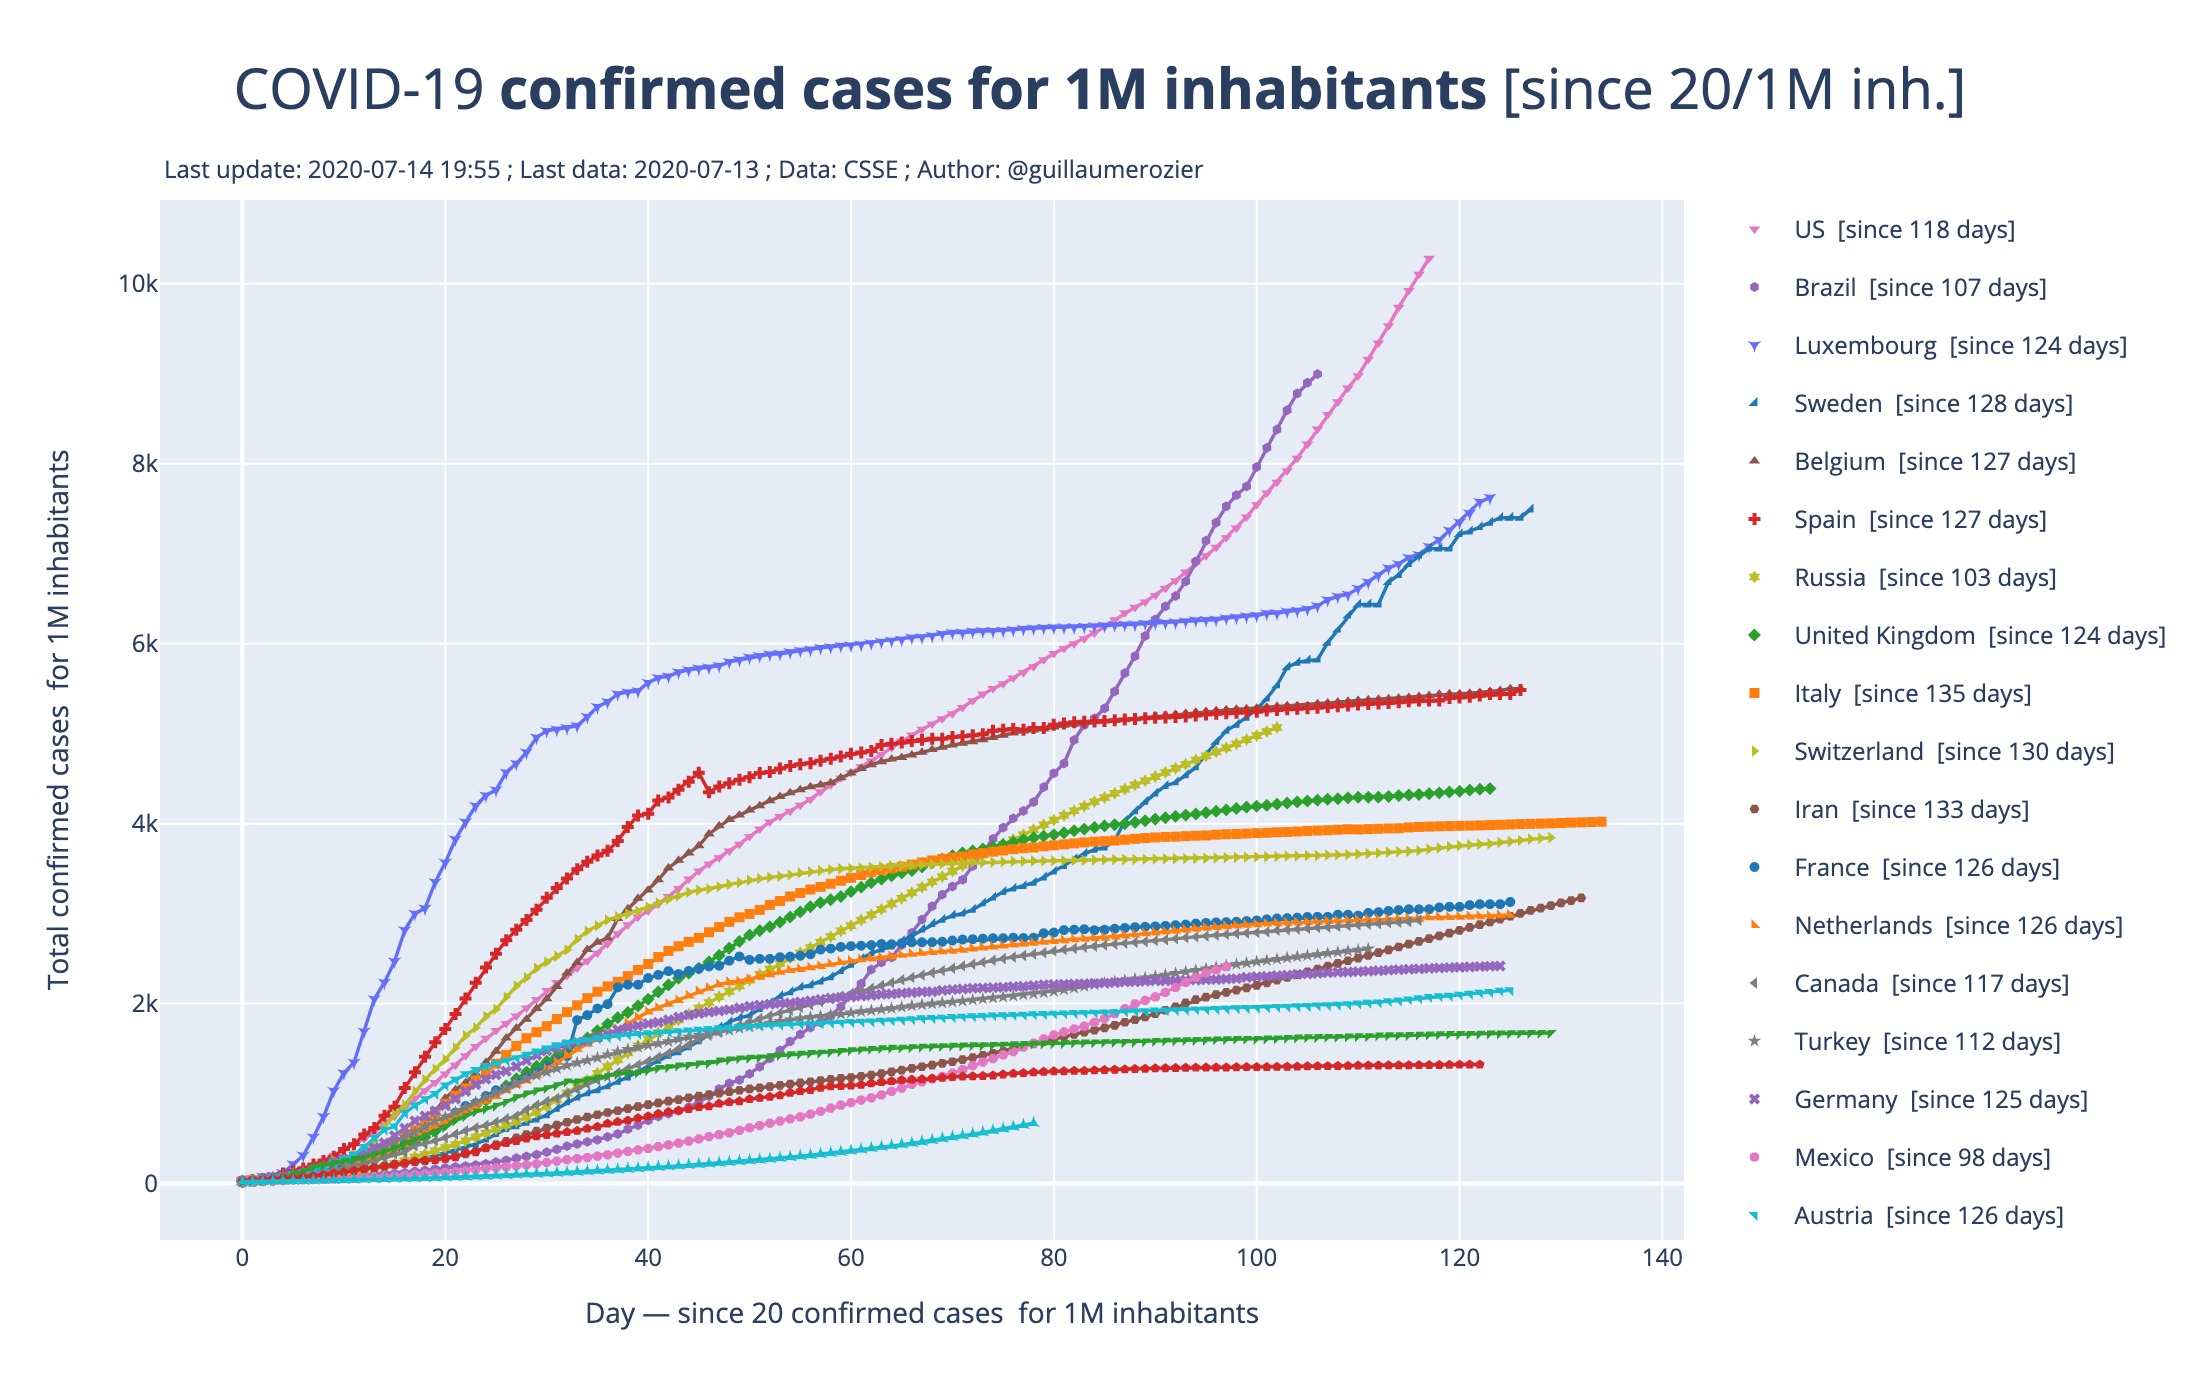 COVID-19 confirmed cases for 1M inhabitants [since 20/1M inh.]
Last update: 2020-07-14 19:55 ; Last data: 2020-07-13 ; Data: CSSE ; Author: @guillaumerozier
Total confirmed cases for 1M inhabitants
10k
8k
6k
4k
2k
0
0 20 40 60 80 100 120 140
Day — since 20 confirmed cases for 1M inhabitants
US [since 118 days]
Brazil [since 107 days]
Luxembourg [since 124 days]
Sweden [since 128 days]
Belgium [since 127 days]
Spain [since 127 days]
Russia [since 103 days]
United Kingdom [since 124 days]
Italy [since 135 days]
Switzerland [since 130 days]
Iran [since 133 days]
France [since 126 days]
Netherlands [since 126 days]
Canada [since 117 days]
Turkey [since 112 days]
Germany [since 125 days]
Mexico [since 98 days]
Austria [since 126 days]